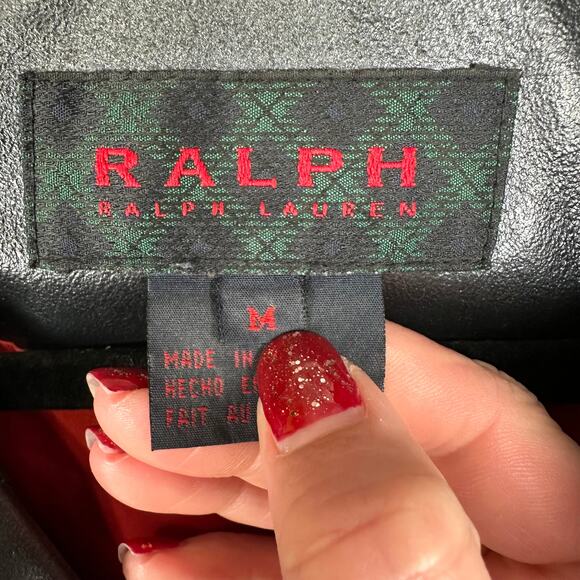 RALPH
RALPH LAUREN
M
MADE IN
HECHO
FAIT AU